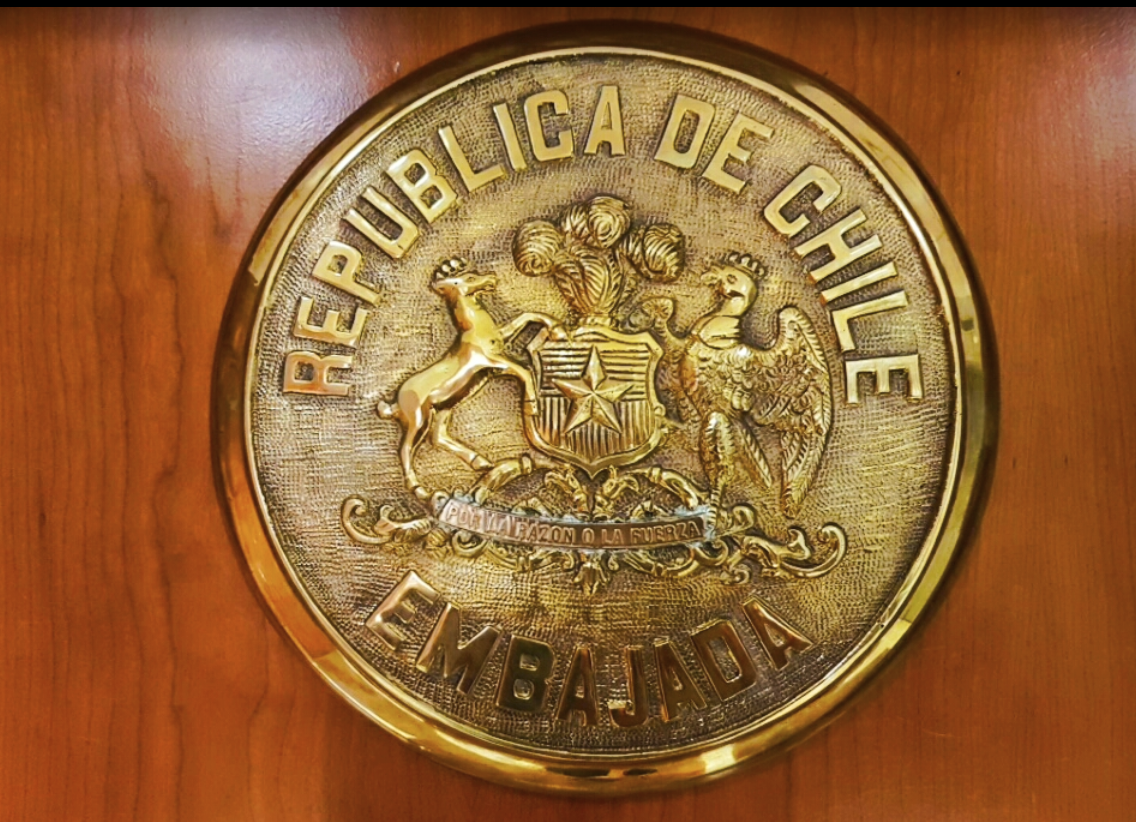 REPUBLICA DE CHILE
POR LA RAZON O LA FUERZA
EMBAJADA